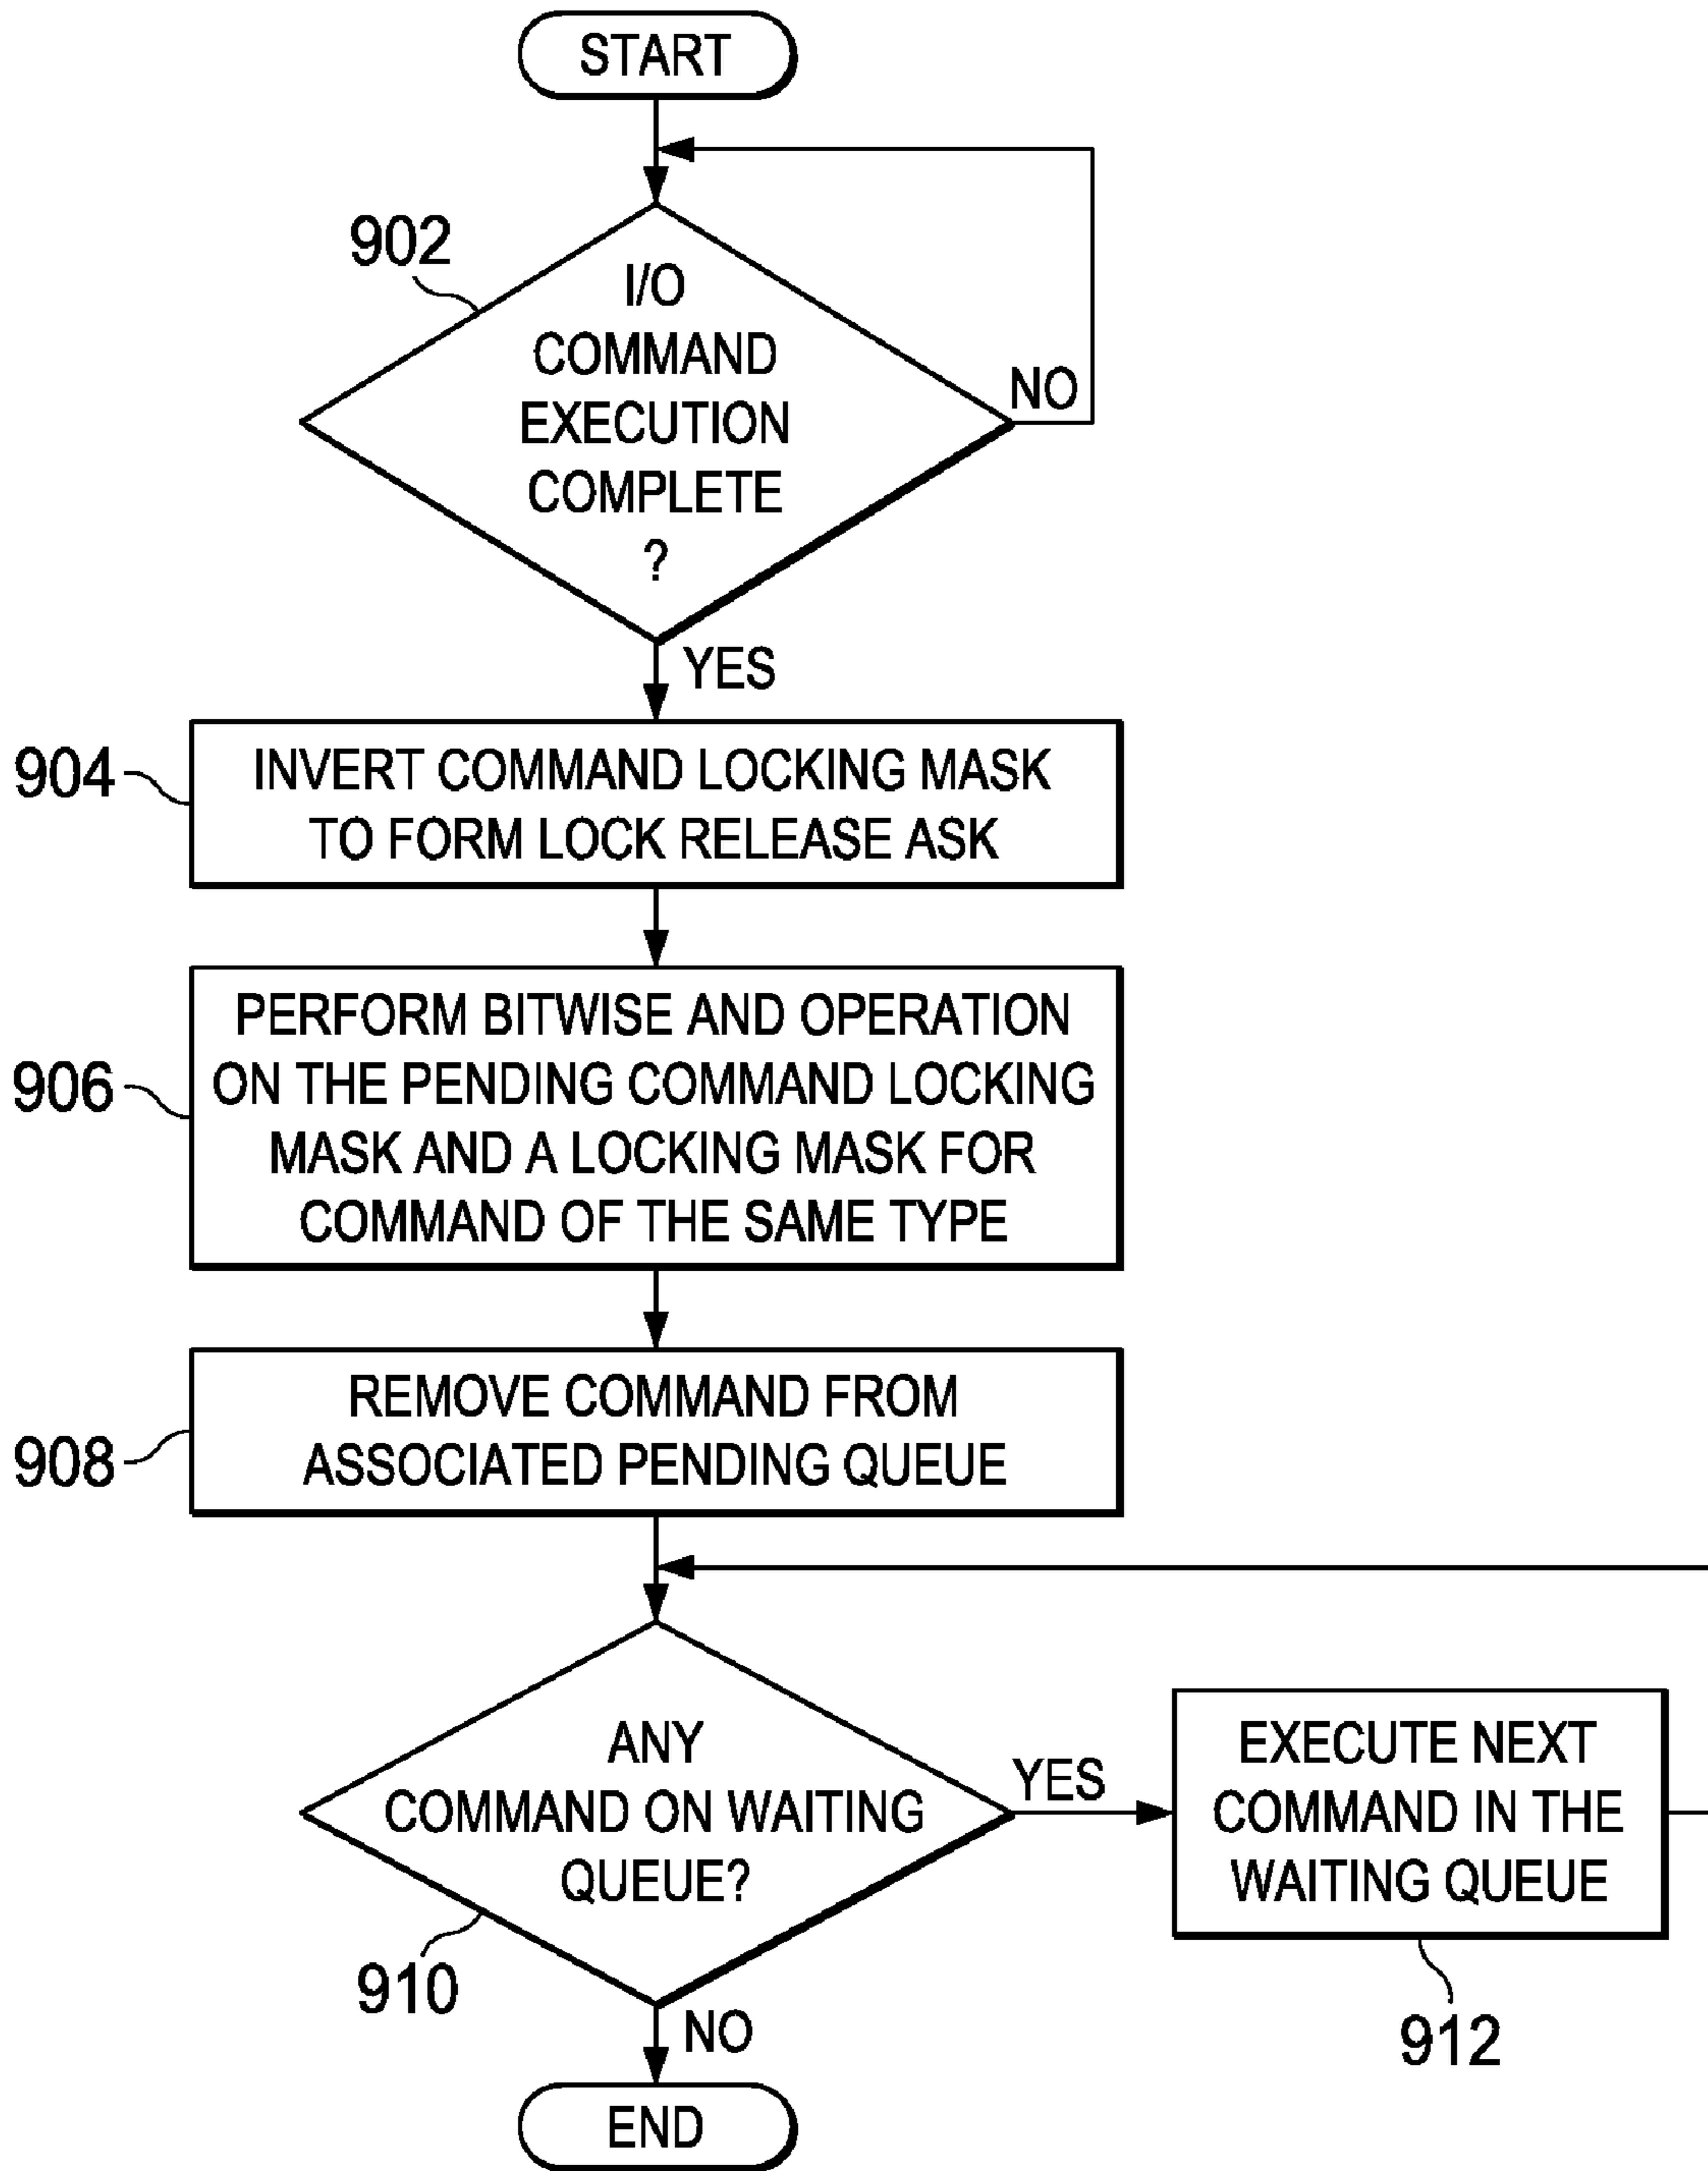 START
902
I/O
COMMAND
EXECUTION
COMPLETE
?
NO
YES
904
INVERT COMMAND LOCKING MASK
TO FORM LOCK RELEASE ASK
906
PERFORM BITWISE AND OPERATION
ON THE PENDING COMMAND LOCKING
MASK AND A LOCKING MASK FOR
COMMAND OF THE SAME TYPE
908
REMOVE COMMAND FROM
ASSOCIATED PENDING QUEUE
ANY
COMMAND ON WAITING
QUEUE?
910
YES
EXECUTE NEXT
COMMAND IN THE
WAITING QUEUE
912
NO
END